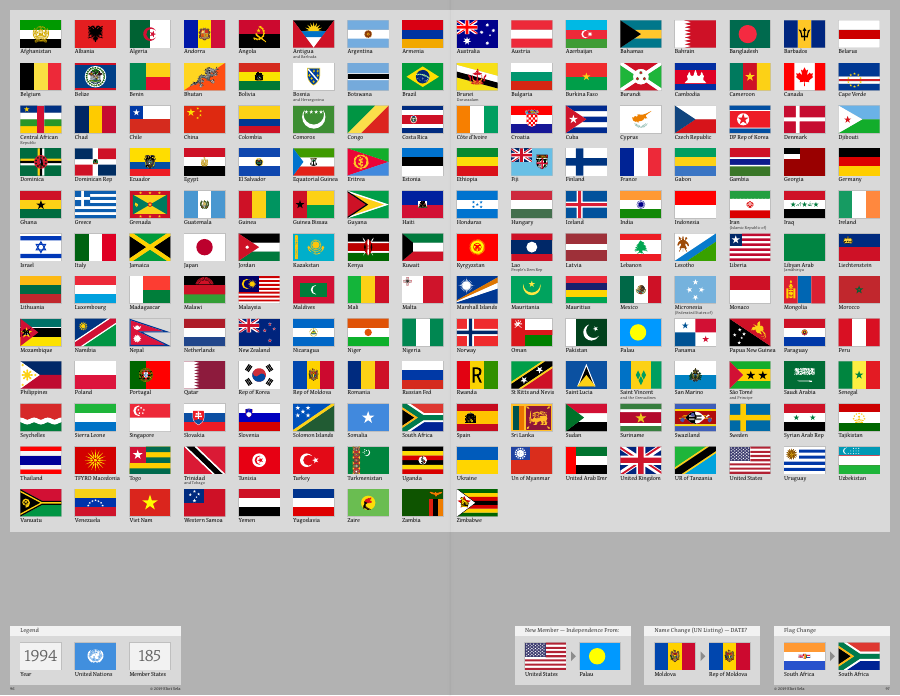 Afghanistan Albania Algeria Andorra Angola Antigua Argentina Armenia Australia Austria Azerbaijan Bahamas Bahrain Bangladesh Barbados Belarus
and Barbuda
Belgium Belize Benin Bhutan Bolivia Bosnia Botswana Brazil Brunei Bulgaria Burkina Faso Burundi Cambodia Cameroon Canada Cape Verde
and Herzegovina Darussalam
Central African Chad Chile China Colombia Comoros Congo Costa Rica Côte d'Ivoire Croatia Cuba Cyprus Czech Republic DP Rep of Korea Denmark Djibouti
Republic
Dominica Dominican Rep Ecuador Egypt El Salvador Equatorial Guinea Eritrea Estonia Ethiopia Fiji Finland France Gabon Gambia Georgia Germany
Ghana Greece Grenada Guatemala Guinea Guinea Bissau Guyana Haiti Honduras Hungary Iceland India Indonesia Iran Iraq Ireland
(Islamic Republic of)
Israel Italy Jamaica Japan Jordan Kazakstan Kenya Kuwait Kyrgyzstan Lao Latvia Lebanon Lesotho Liberia Libyan Arab Liechtenstein
People's Dem Rep Jamahiriya
Lithuania Luxembourg Madagascar Malawi Malaysia Maldives Mali Malta Marshall Islands Mauritania Mauritius Mexico Micronesia Monaco Mongolia Morocco
(Federated States of)
Mozambique Namibia Nepal Netherlands New Zealand Nicaragua Niger Nigeria Norway Oman Pakistan Palau Panama Papua New Guinea Paraguay Peru
Philippines Poland Portugal Qatar Rep of Korea Rep of Moldova Romania Russian Fed Rwanda St Kitts and Nevis Saint Lucia Saint Vincent San Marino São Tomé Saudi Arabia Senegal
and the Grenadines and Principe
Seychelles Sierra Leone Singapore Slovakia Slovenia Solomon Islands Somalia South Africa Spain Sri Lanka Sudan Suriname Swaziland Sweden Syrian Arab Rep Tajikistan
Thailand TFYRO Macedonia Togo Trinidad Tunisia Turkey Turkmenistan Uganda Ukraine Un of Myanmar United Arab Emir United Kingdom UR of Tanzania United States Uruguay Uzbekistan
and Tobago
Vanuatu Venezuela Viet Nam Western Samoa Yemen Yugoslavia Zaire Zambia Zimbabwe
Legend New Member — Independence From: Name Change (UN Listing) — DATE? Flag Change
1994 185
Year United Nations Member States United States Palau Moldova Rep of Moldova South Africa South Africa